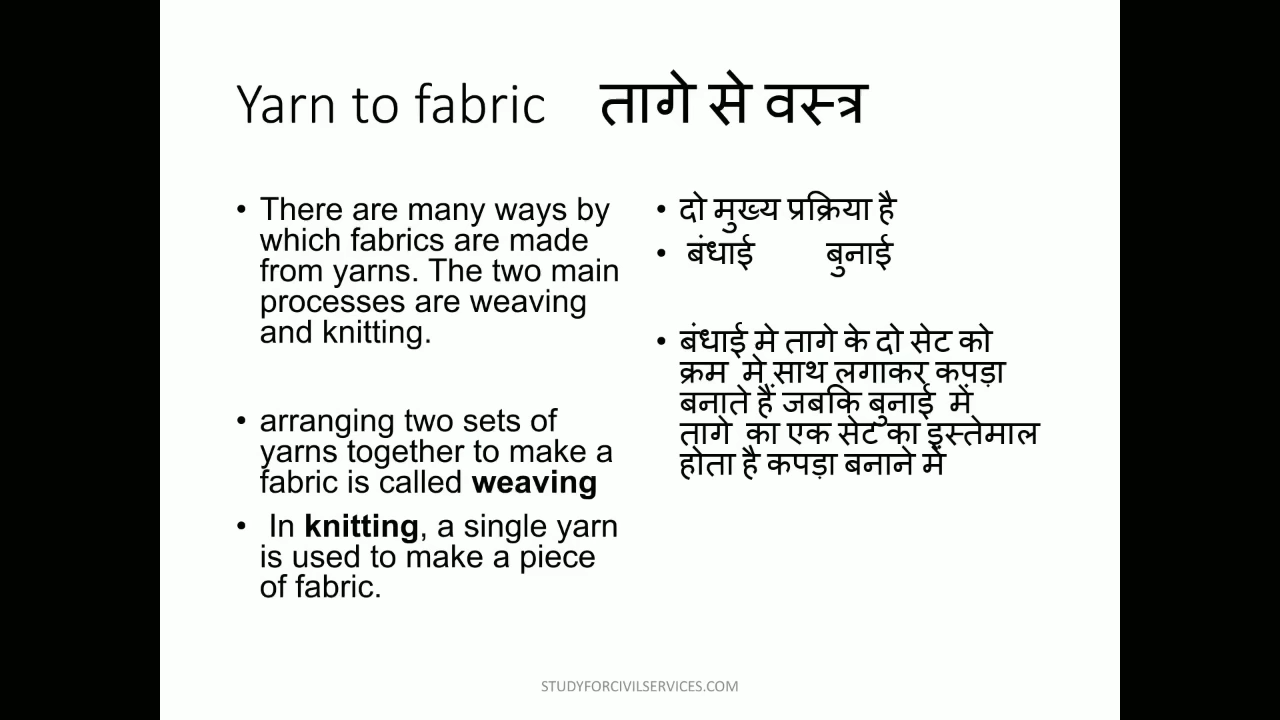 Yarn to fabric तागे से वस्त्र
• There are many ways by
which fabrics are made
from yarns. The two main
processes are weaving
and knitting.
• arranging two sets of
yarns together to make a
fabric is called weaving
• In knitting, a single yarn
is used to make a piece
of fabric.
• दो मुख्य प्रक्रिया है
• बंधाई बुनाई
• बंधाई मे तागे के दो सेट को
क्रम में साथ लगाकर कपड़ा
बनाते हैं जबकि बुनाई में
तागे का एक सेट का इस्तेमाल
होता है कपड़ा बनाने में
STUDYFORCIVILSERVICES.COM